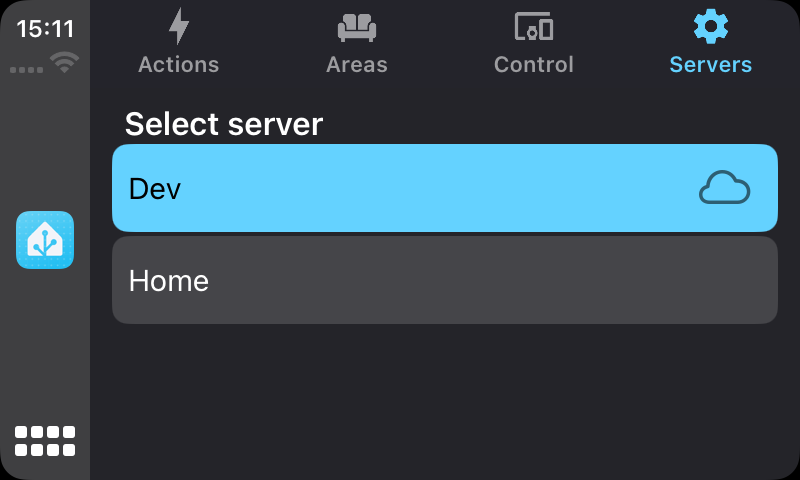 15:11
Actions
Areas
Control
Servers
Select server
Dev
Home